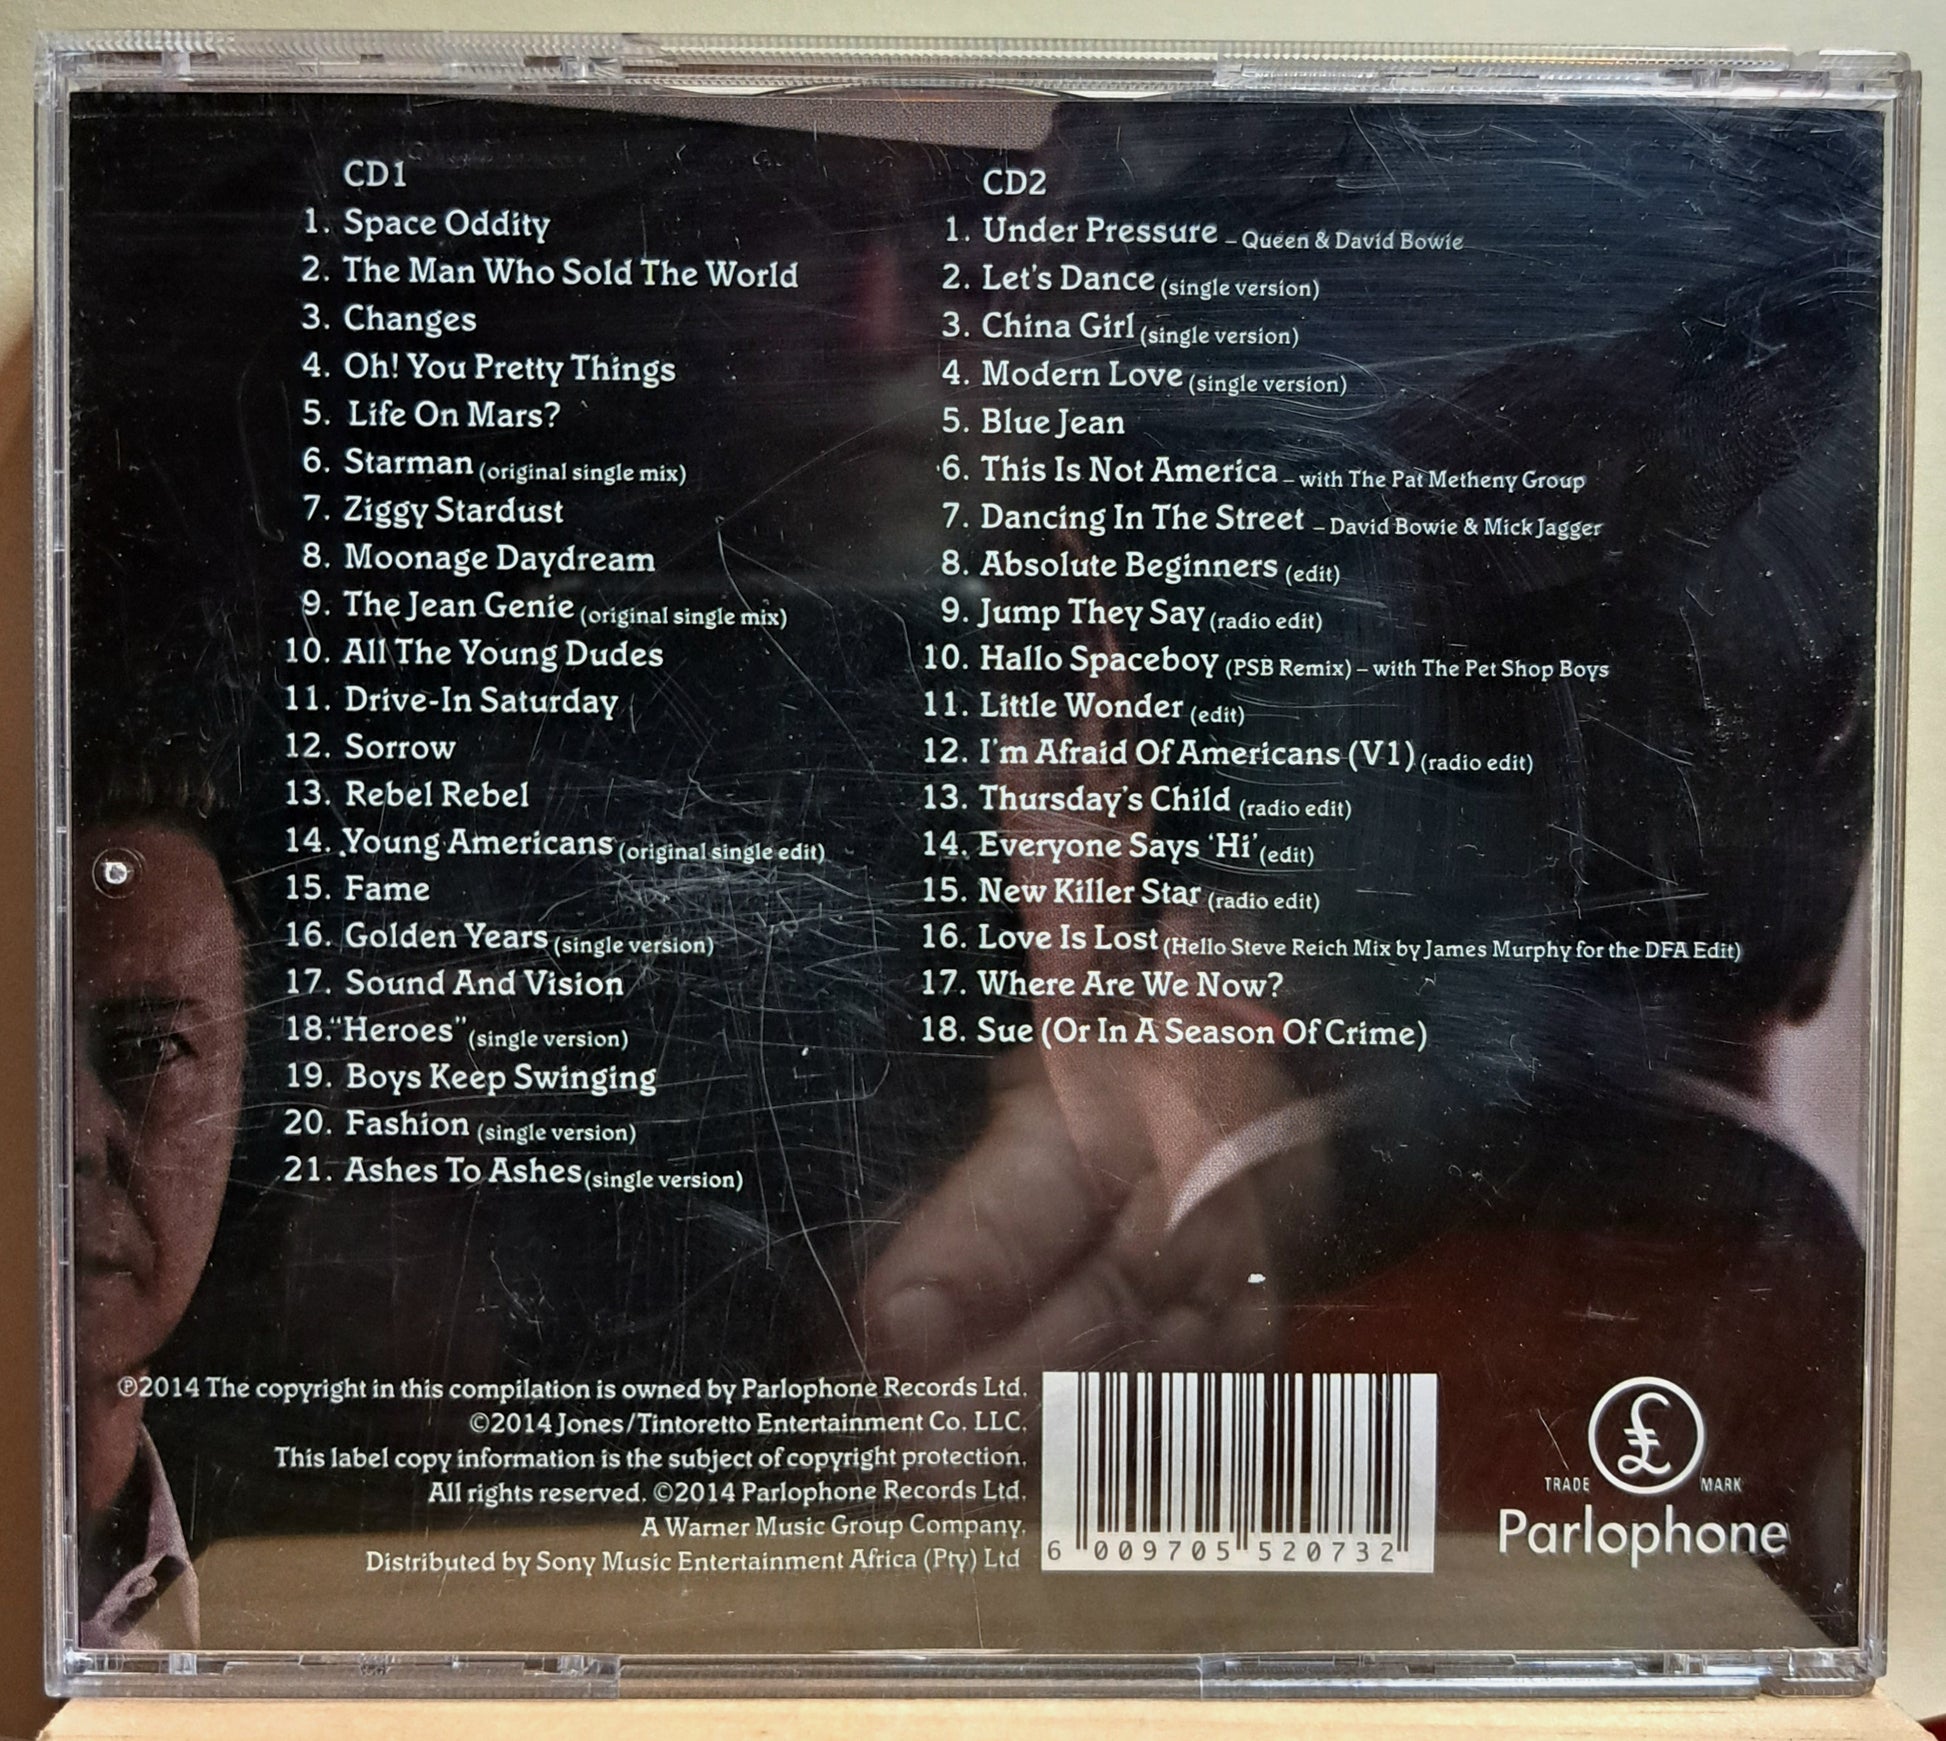 CD1
1. Space Oddity
2. The Man Who Sold The World
3. Changes
4. Oh! You Pretty Things
5. Life On Mars?
6. Starman (original single mix)
7. Ziggy Stardust
8. Moonage Daydream
9. The Jean Genie (original single mix)
10. All The Young Dudes
11. Drive-In Saturday
12. Sorrow
13. Rebel Rebel
14. Young Americans (original single edit)
15. Fame
16. Golden Years (single version)
17. Sound And Vision
18. "Heroes" (single version)
19. Boys Keep Swinging
20. Fashion (single version)
21. Ashes To Ashes (single version)
CD2
1. Under Pressure – Queen & David Bowie
2. Let's Dance (single version)
3. China Girl (single version)
4. Modern Love (single version)
5. Blue Jean
6. This Is Not America – with The Pat Metheny Group
7. Dancing In The Street – David Bowie & Mick Jagger
8. Absolute Beginners (edit)
9. Jump They Say (radio edit)
10. Hallo Spaceboy (PSB Remix) – with The Pet Shop Boys
11. Little Wonder (edit)
12. I'm Afraid Of Americans (V1) (radio edit)
13. Thursday's Child (radio edit)
14. Everyone Says 'Hi' (edit)
15. New Killer Star (radio edit)
16. Love Is Lost (Hello Steve Reich Mix by James Murphy for the DFA Edit)
17. Where Are We Now?
18. Sue (Or In A Season Of Crime)
℗2014 The copyright in this compilation is owned by Parlophone Records Ltd.
©2014 Jones/Tintoretto Entertainment Co. LLC.
This label copy information is the subject of copyright protection.
All rights reserved. ©2014 Parlophone Records Ltd.
A Warner Music Group Company.
Distributed by Sony Music Entertainment Africa (Pty) Ltd
6 009705 520732
£
TRADE MARK
Parlophone